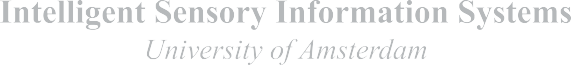 Intelligent Sensory Information Systems
University of Amsterdam